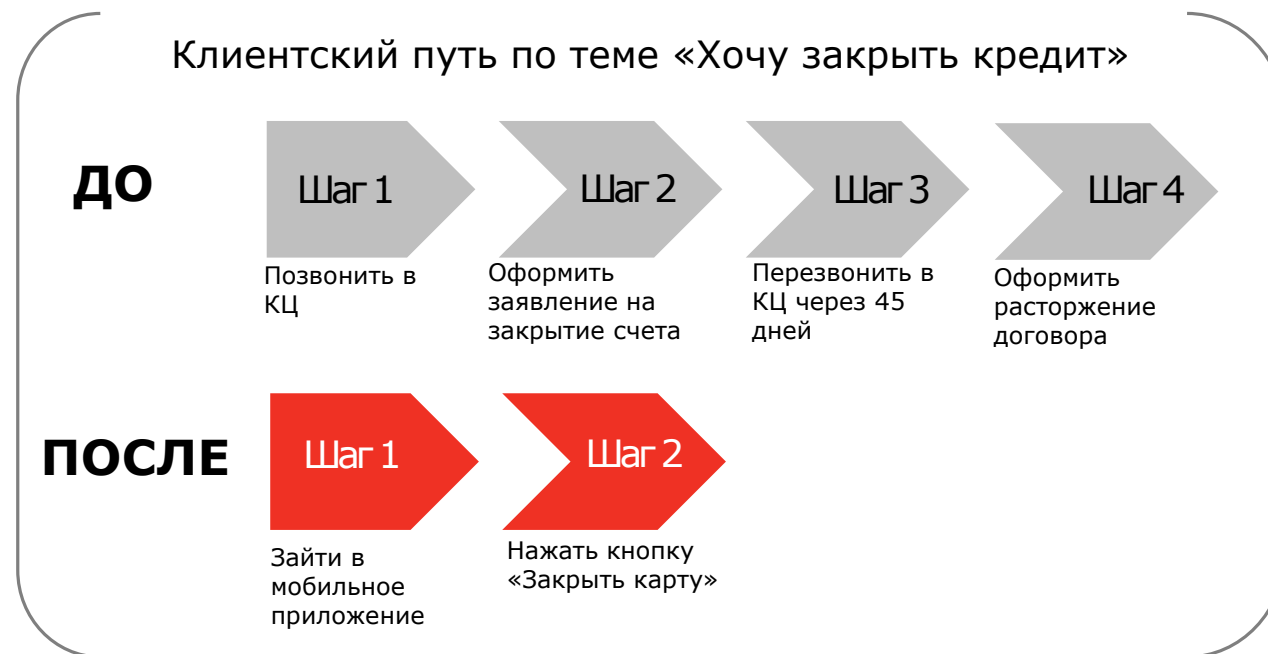 Клиентский путь по теме «Хочу закрыть кредит»
ДО
Шаг 1
Шаг 2
Шаг 3
Шаг 4
Позвонить в
КЦ
Оформить
заявление на
закрытие счета
Перезвонить в
КЦ через 45
дней
Оформить
расторжение
договора
ПОСЛЕ
Шаг 1
Шаг 2
Зайти в
мобильное
приложение
Нажать кнопку
«Закрыть карту»